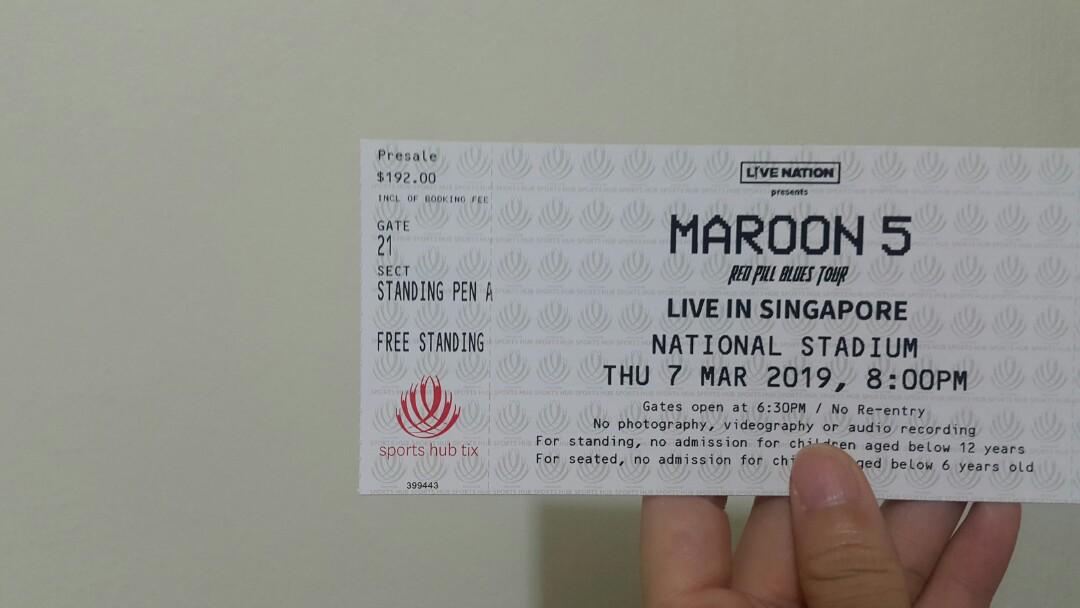 Presale
$192.00
INCL OF BOOKING FEE
GATE
21
SECT
STANDING PEN A
FREE STANDING
sports hub tix
399443
LIVE NATION
presents
MAROON 5
RED PILL BLUES TOUR
LIVE IN SINGAPORE
NATIONAL STADIUM
THU 7 MAR 2019, 8:00PM
Gates open at 6:30PM / No Re-entry
No photography, videography or audio recording
For standing, no admission for children aged below 12 years
For seated, no admission for below 6 years old